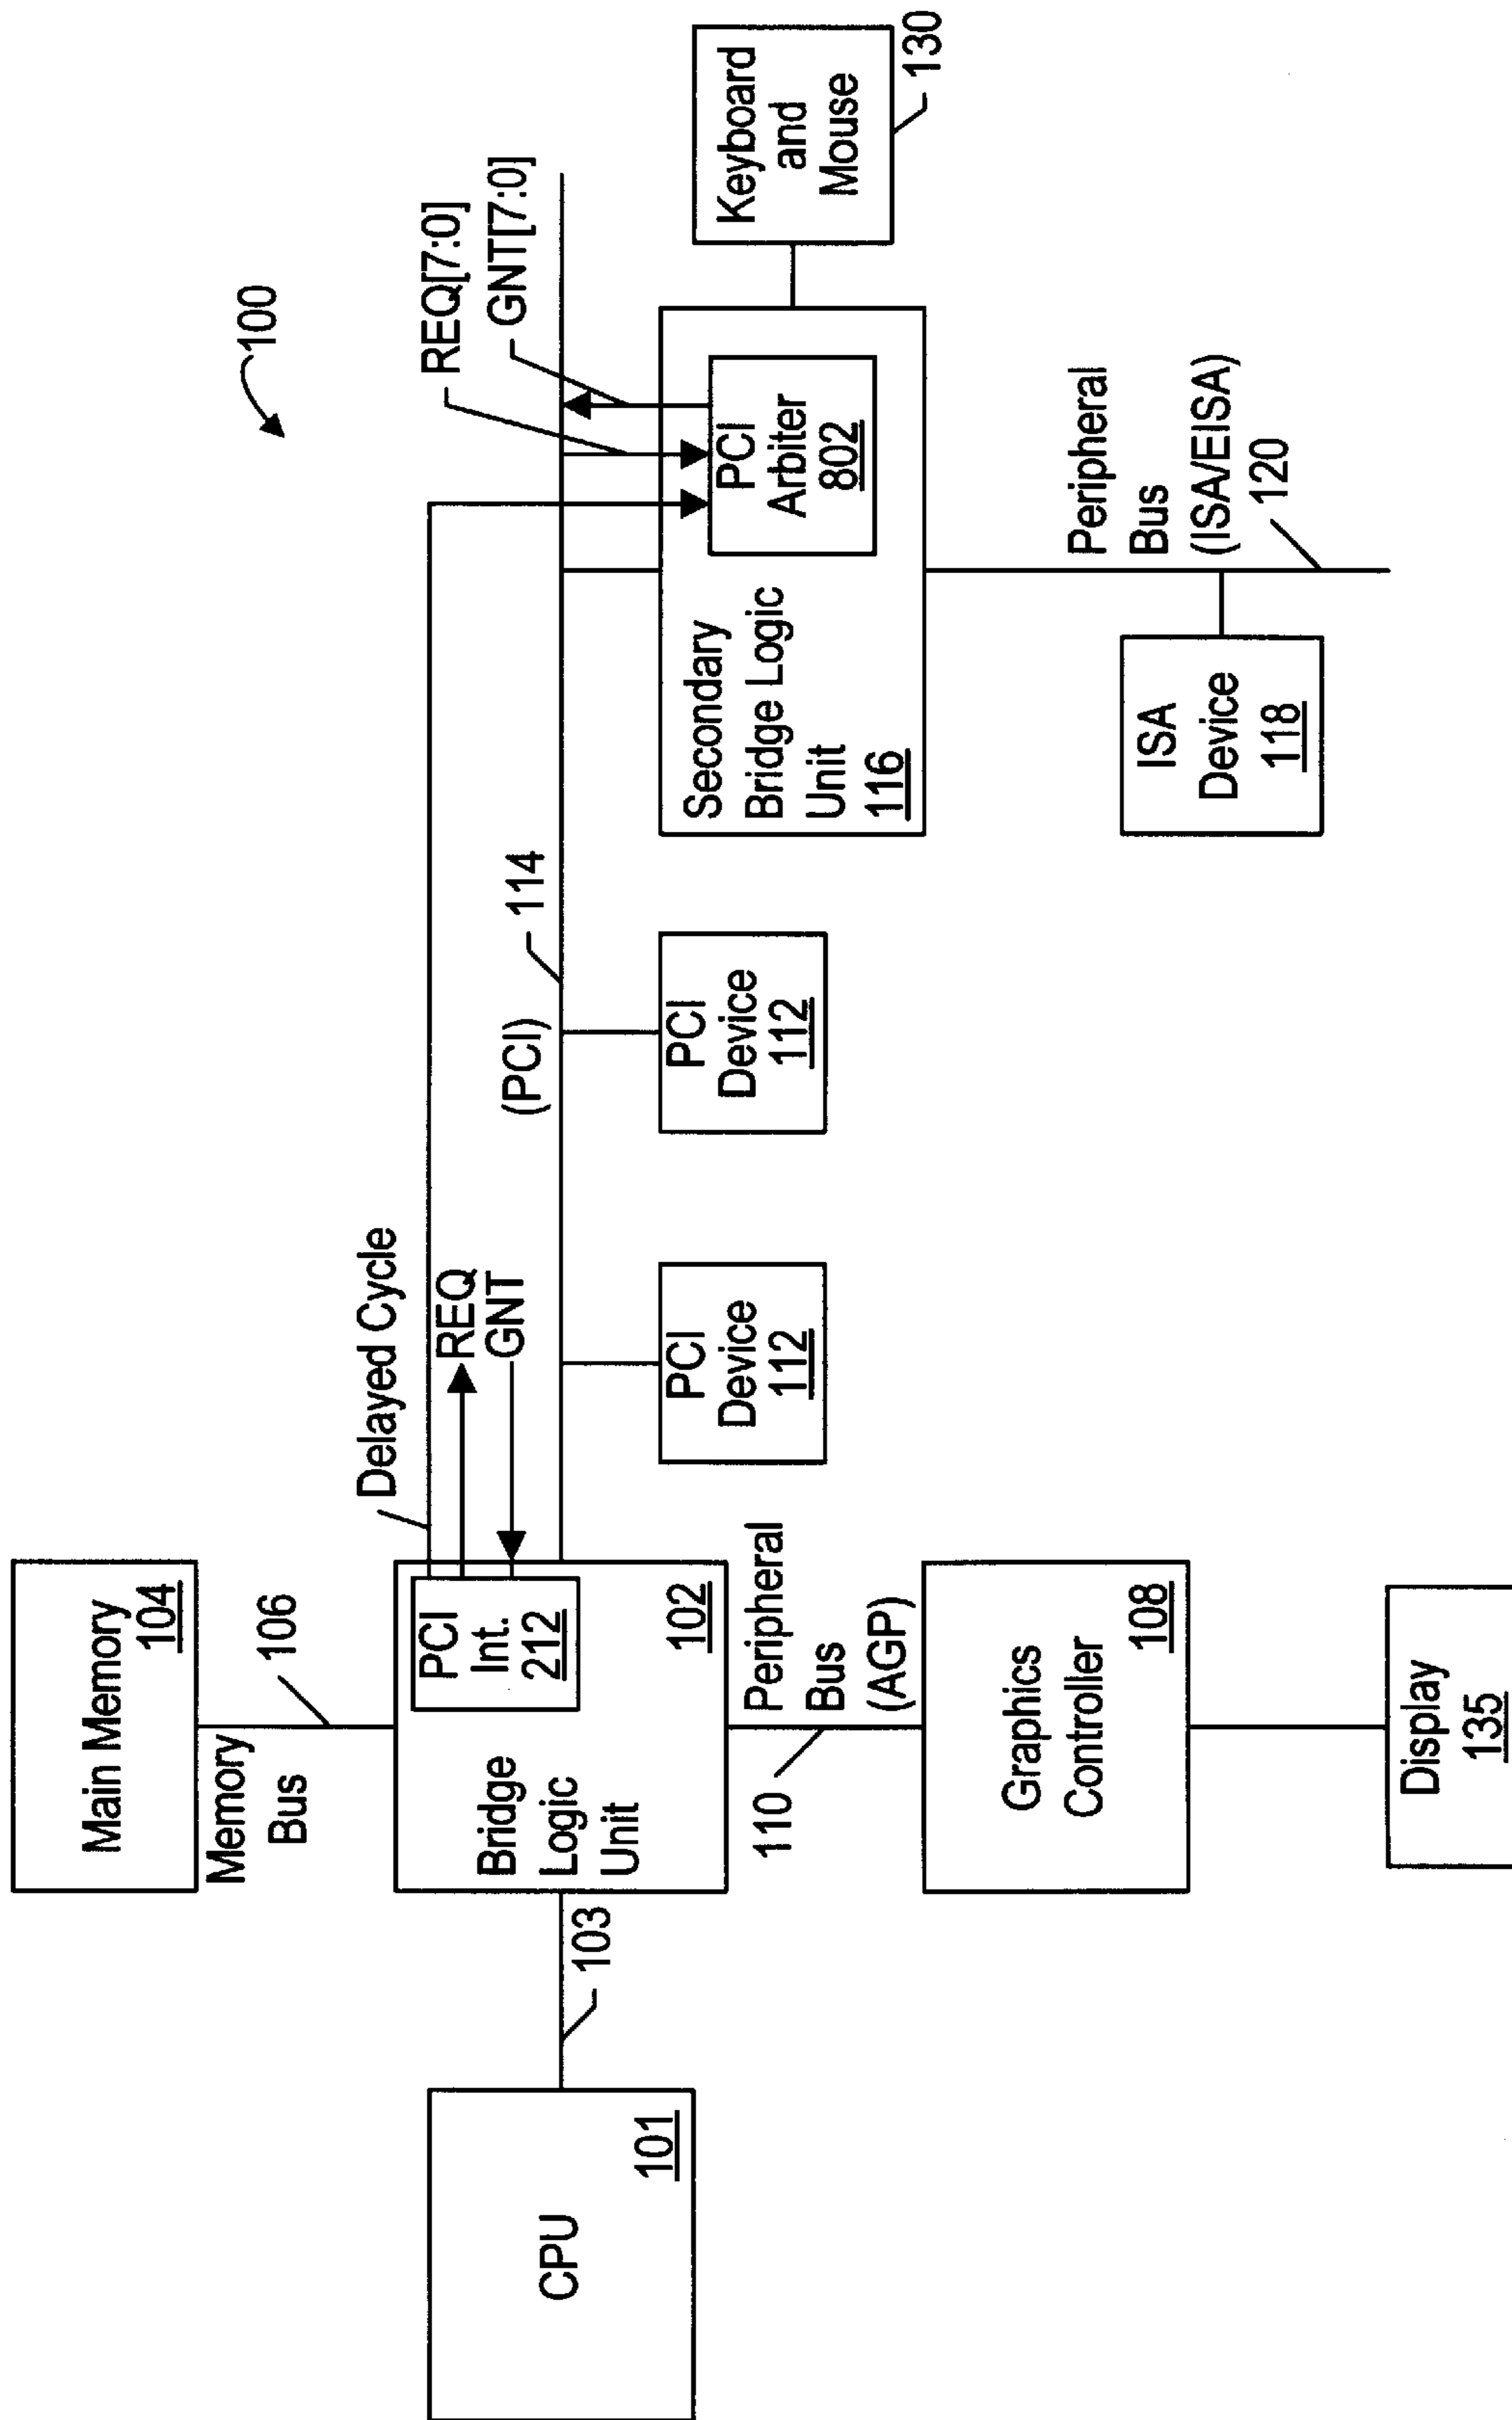 100
Main Memory
104
Memory
Bus
106
Delayed Cycle
REQ
GNT
REQ[7:0]
GNT[7:0]
CPU
101
103
Bridge
Logic
Unit
102
PCI
Int.
212
(PCI)
114
PCI
Device
112
PCI
Device
112
Secondary
Bridge Logic
Unit
116
PCI
Arbiter
802
Keyboard
and
Mouse
130
110
Peripheral
Bus
(AGP)
Graphics
Controller
108
Display
135
Peripheral
Bus
(ISA/EISA)
120
ISA
Device
118